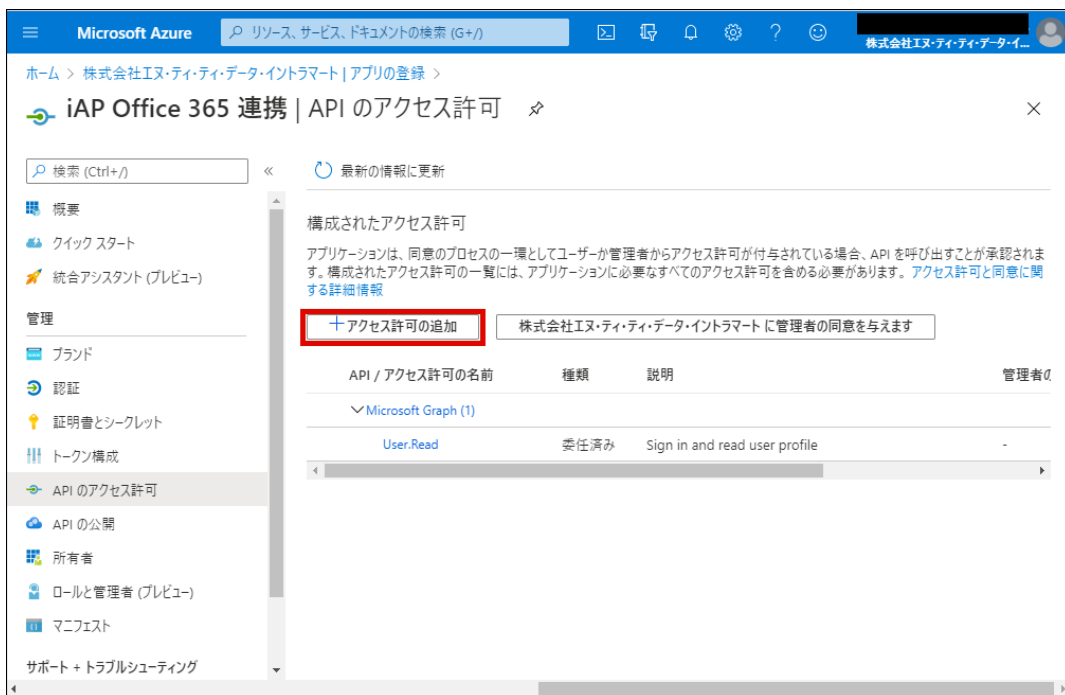 Microsoft Azure
リソース、サービス、ドキュメントの検索 (G+/)
株式会社エヌ・ティ・ティ・データ・イ...
ホーム > 株式会社エヌ・ティ・ティ・データ・イントラマート | アプリの登録 >
iAP Office 365 連携 | API のアクセス許可
検索 (Ctrl+/)
«
最新の情報に更新
概要
クイック スタート
統合アシスタント (プレビュー)
管理
ブランド
認証
証明書とシークレット
トークン構成
API のアクセス許可
API の公開
所有者
ロールと管理者 (プレビュー)
マニフェスト
サポート + トラブルシューティング
構成されたアクセス許可
アプリケーションは、同意のプロセスの一環としてユーザーか管理者からアクセス許可が付与されている場合、API を呼び出すことが承認されま
す。構成されたアクセス許可の一覧には、アプリケーションに必要なすべてのアクセス許可を含める必要があります。アクセス許可と同意に関
する詳細情報
+ アクセス許可の追加
株式会社エヌ・ティ・ティ・データ・イントラマート に管理者の同意を与えます
API / アクセス許可の名前 種類 説明 管理者の
Microsoft Graph (1)
User.Read 委任済み Sign in and read user profile -